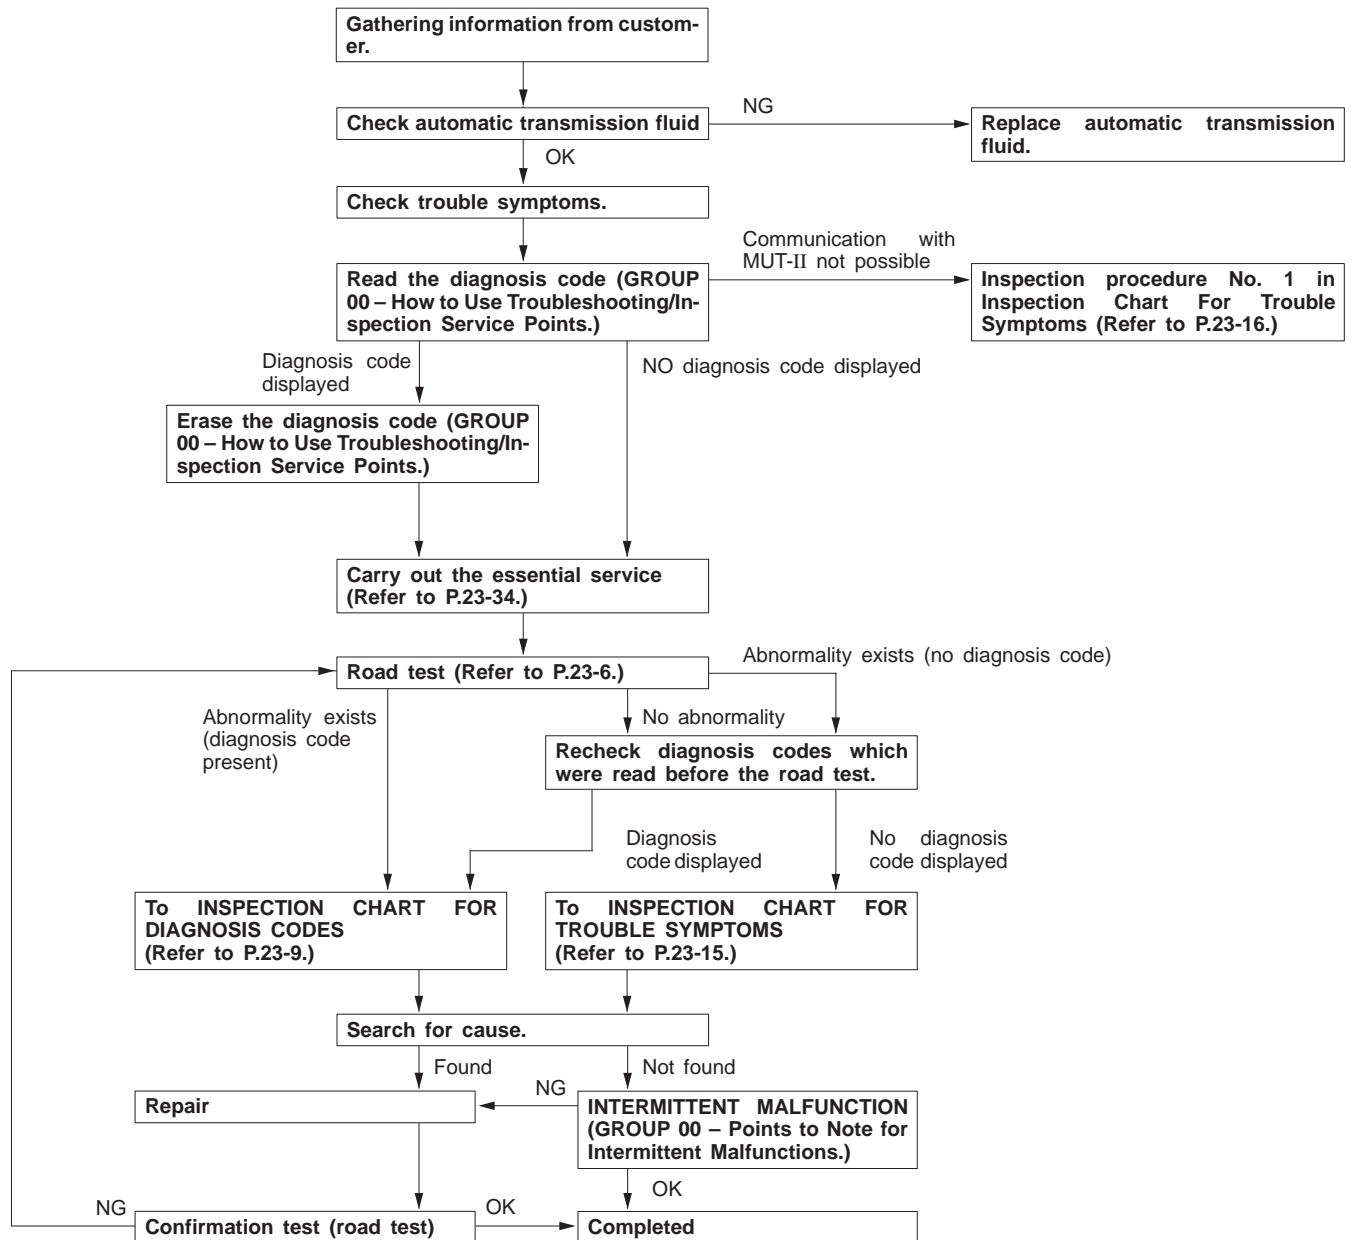 Gathering information from custom-
er.
Check automatic transmission fluid
NG
Replace automatic transmission
fluid.
OK
Check trouble symptoms.
Communication with
MUT-II not possible
Read the diagnosis code (GROUP
00 – How to Use Troubleshooting/In-
spection Service Points.)
Inspection procedure No. 1 in
Inspection Chart For Trouble
Symptoms (Refer to P.23-16.)
Diagnosis code
displayed
NO diagnosis code displayed
Erase the diagnosis code (GROUP
00 – How to Use Troubleshooting/In-
spection Service Points.)
Carry out the essential service
(Refer to P.23-34.)
Road test (Refer to P.23-6.)
Abnormality exists (no diagnosis code)
Abnormality exists
(diagnosis code
present)
No abnormality
Recheck diagnosis codes which
were read before the road test.
Diagnosis
code displayed
No diagnosis
code displayed
To INSPECTION CHART FOR
DIAGNOSIS CODES
(Refer to P.23-9.)
To INSPECTION CHART FOR
TROUBLE SYMPTOMS
(Refer to P.23-15.)
Search for cause.
Found
Not found
Repair
NG
INTERMITTENT MALFUNCTION
(GROUP 00 – Points to Note for
Intermittent Malfunctions.)
OK
NG
Confirmation test (road test)
OK
Completed